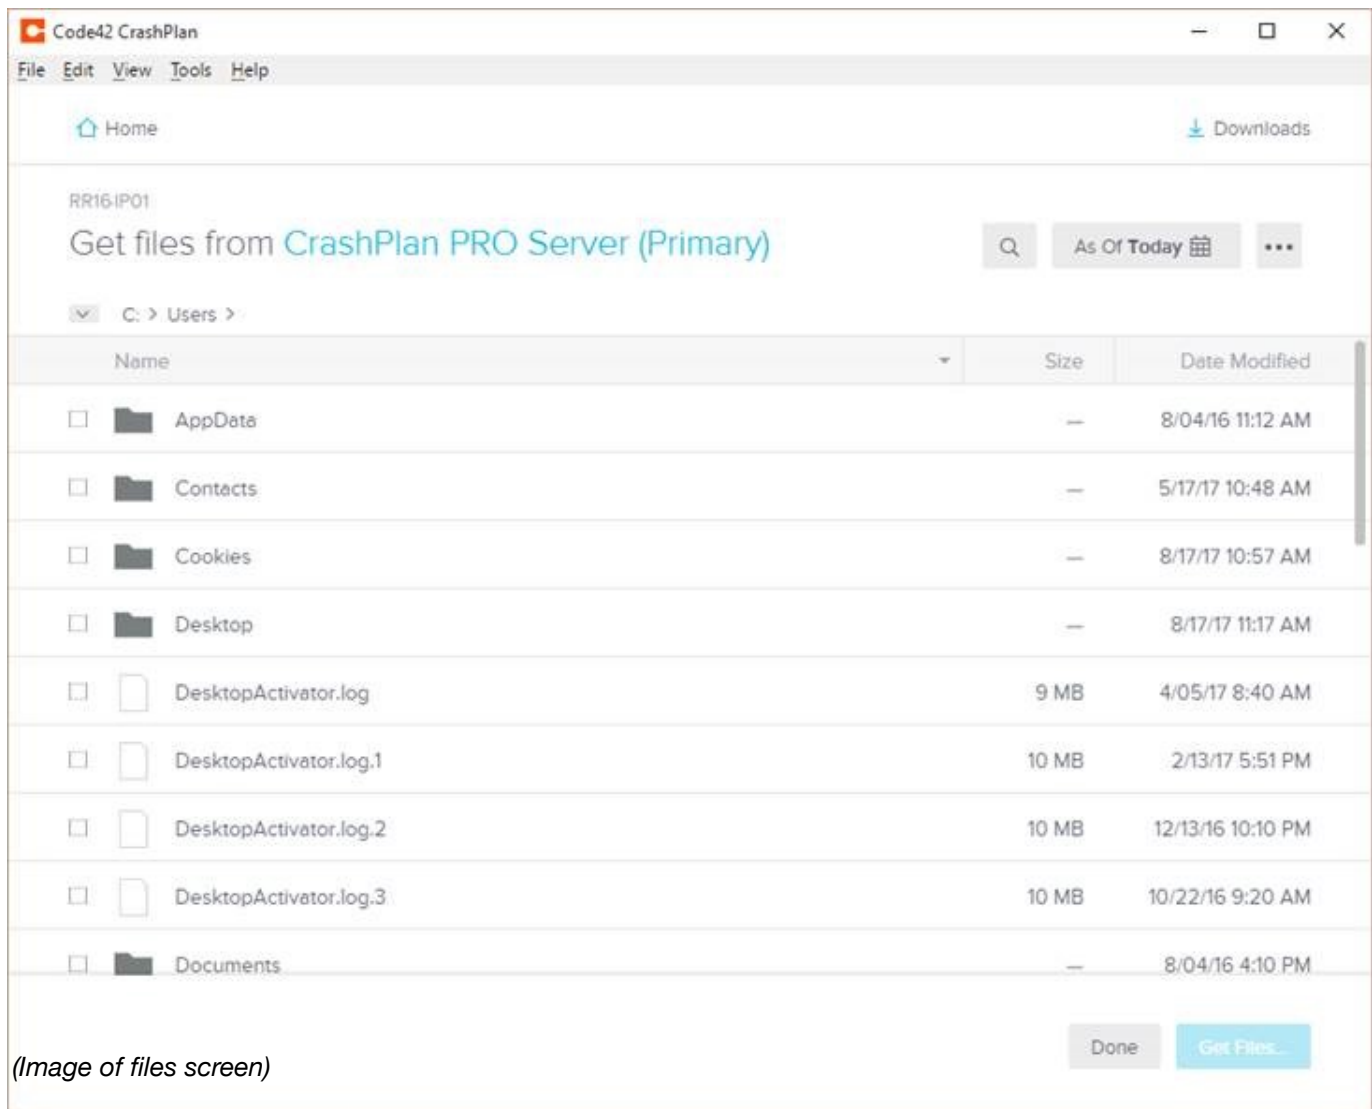 Code42 CrashPlan
File Edit View Tools Help
Home Downloads
RR16-IP01
Get files from CrashPlan PRO Server (Primary) As Of Today
C: > Users >
Name Size Date Modified
AppData — 8/04/16 11:12 AM
Contacts — 5/17/17 10:48 AM
Cookies — 8/17/17 10:57 AM
Desktop — 8/17/17 11:17 AM
DesktopActivator.log 9 MB 4/05/17 8:40 AM
DesktopActivator.log.1 10 MB 2/13/17 5:51 PM
DesktopActivator.log.2 10 MB 12/13/16 10:10 PM
DesktopActivator.log.3 10 MB 10/22/16 9:20 AM
Documents — 8/04/16 4:10 PM
Done Get Files...
(Image of files screen)